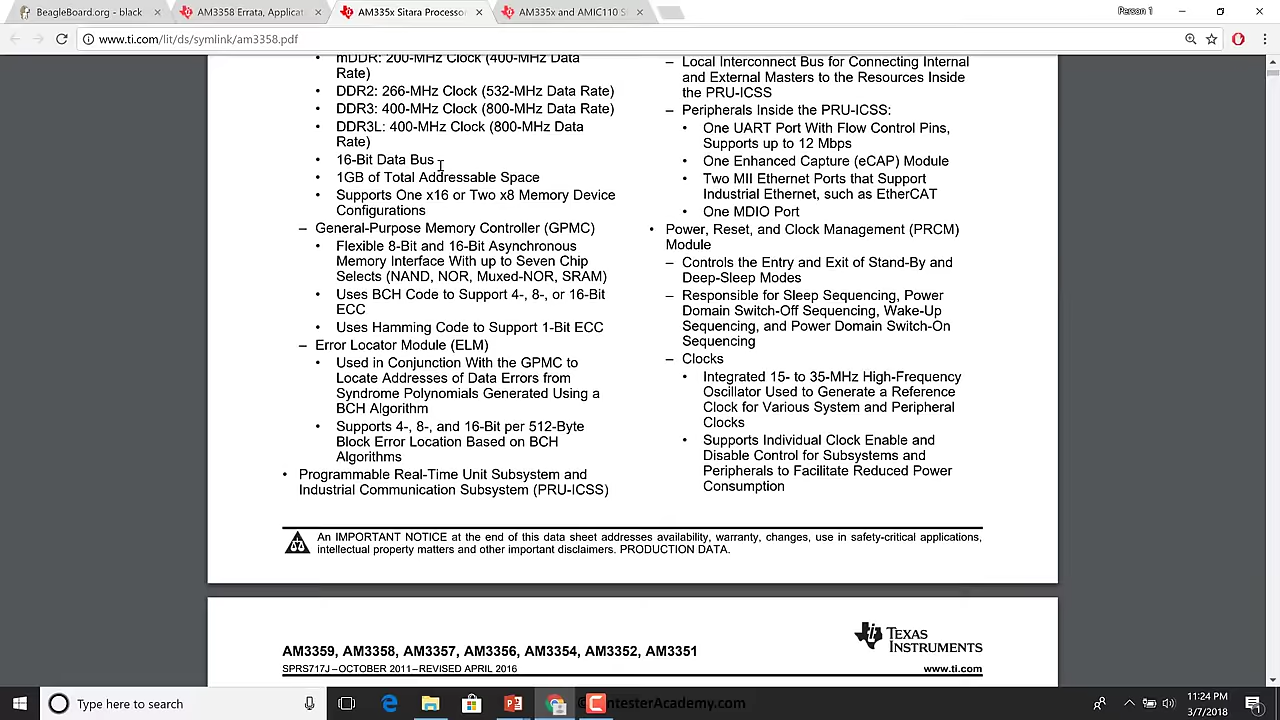 BeagleBoard.org - black
AM3358 Errata, Applicat
AM335x Sitara Processo
AM335x and AMIC110 S
Person 1
www.ti.com/lit/ds/symlink/am3358.pdf
• mDDR: 200-MHz Clock (400-MHz Data
Rate)
• DDR2: 266-MHz Clock (532-MHz Data Rate)
• DDR3: 400-MHz Clock (800-MHz Data Rate)
• DDR3L: 400-MHz Clock (800-MHz Data
Rate)
• 16-Bit Data Bus
• 1GB of Total Addressable Space
• Supports One x16 or Two x8 Memory Device
Configurations
– General-Purpose Memory Controller (GPMC)
• Flexible 8-Bit and 16-Bit Asynchronous
Memory Interface With up to Seven Chip
Selects (NAND, NOR, Muxed-NOR, SRAM)
• Uses BCH Code to Support 4-, 8-, or 16-Bit
ECC
• Uses Hamming Code to Support 1-Bit ECC
– Error Locator Module (ELM)
• Used in Conjunction With the GPMC to
Locate Addresses of Data Errors from
Syndrome Polynomials Generated Using a
BCH Algorithm
• Supports 4-, 8-, and 16-Bit per 512-Byte
Block Error Location Based on BCH
Algorithms
• Programmable Real-Time Unit Subsystem and
Industrial Communication Subsystem (PRU-ICSS)
– Local Interconnect Bus for Connecting Internal
and External Masters to the Resources Inside
the PRU-ICSS
– Peripherals Inside the PRU-ICSS:
• One UART Port With Flow Control Pins,
Supports up to 12 Mbps
• One Enhanced Capture (eCAP) Module
• Two MII Ethernet Ports that Support
Industrial Ethernet, such as EtherCAT
• One MDIO Port
• Power, Reset, and Clock Management (PRCM)
Module
– Controls the Entry and Exit of Stand-By and
Deep-Sleep Modes
– Responsible for Sleep Sequencing, Power
Domain Switch-Off Sequencing, Wake-Up
Sequencing, and Power Domain Switch-On
Sequencing
– Clocks
• Integrated 15- to 35-MHz High-Frequency
Oscillator Used to Generate a Reference
Clock for Various System and Peripheral
Clocks
• Supports Individual Clock Enable and
Disable Control for Subsystems and
Peripherals to Facilitate Reduced Power
Consumption
An IMPORTANT NOTICE at the end of this data sheet addresses availability, warranty, changes, use in safety-critical applications,
intellectual property matters and other important disclaimers. PRODUCTION DATA.
TEXAS
INSTRUMENTS
AM3359, AM3358, AM3357, AM3356, AM3354, AM3352, AM3351
SPRS717J – OCTOBER 2011 – REVISED APRIL 2016
www.ti.com
Type here to search
ntesterAcademy.com
11:24 PM
3/7/2018